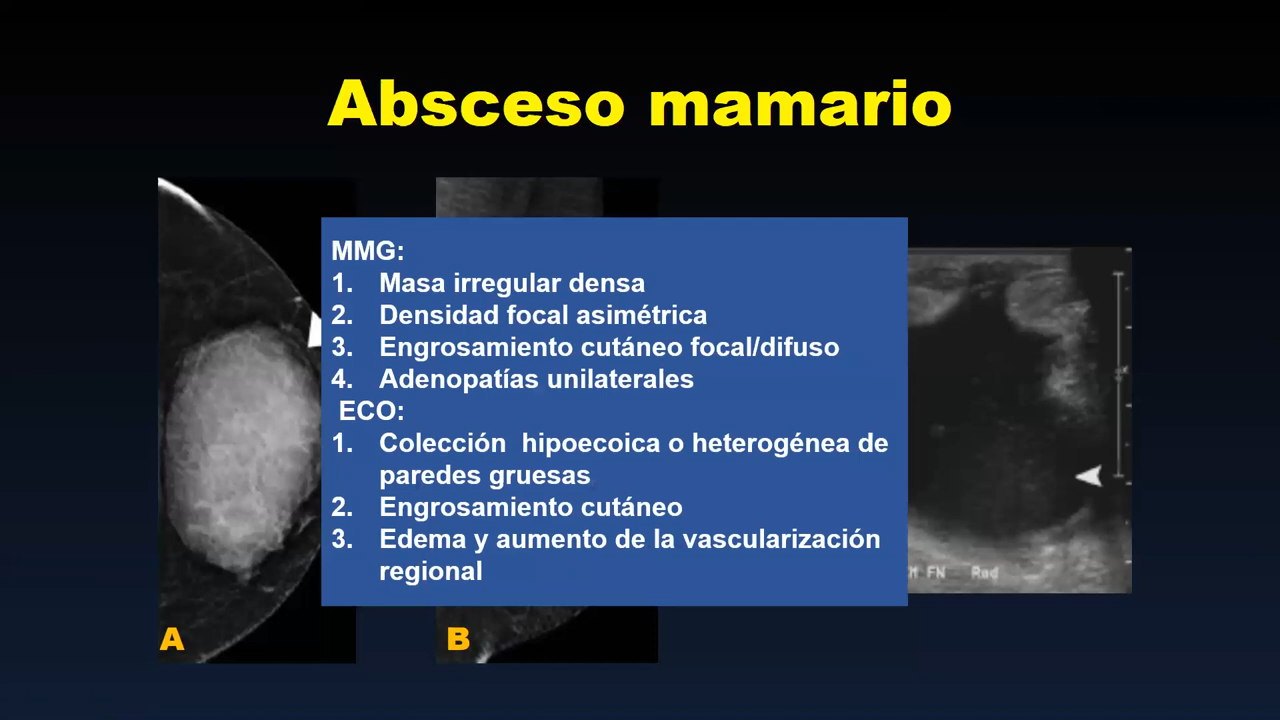 Absceso mamario
MMG:
1. Masa irregular densa
2. Densidad focal asimétrica
3. Engrosamiento cutáneo focal/difuso
4. Adenopatías unilaterales
ECO:
1. Colección hipoecoica o heterogénea de
paredes gruesas
2. Engrosamiento cutáneo
3. Edema y aumento de la vascularización
regional
FN Rad
A
B